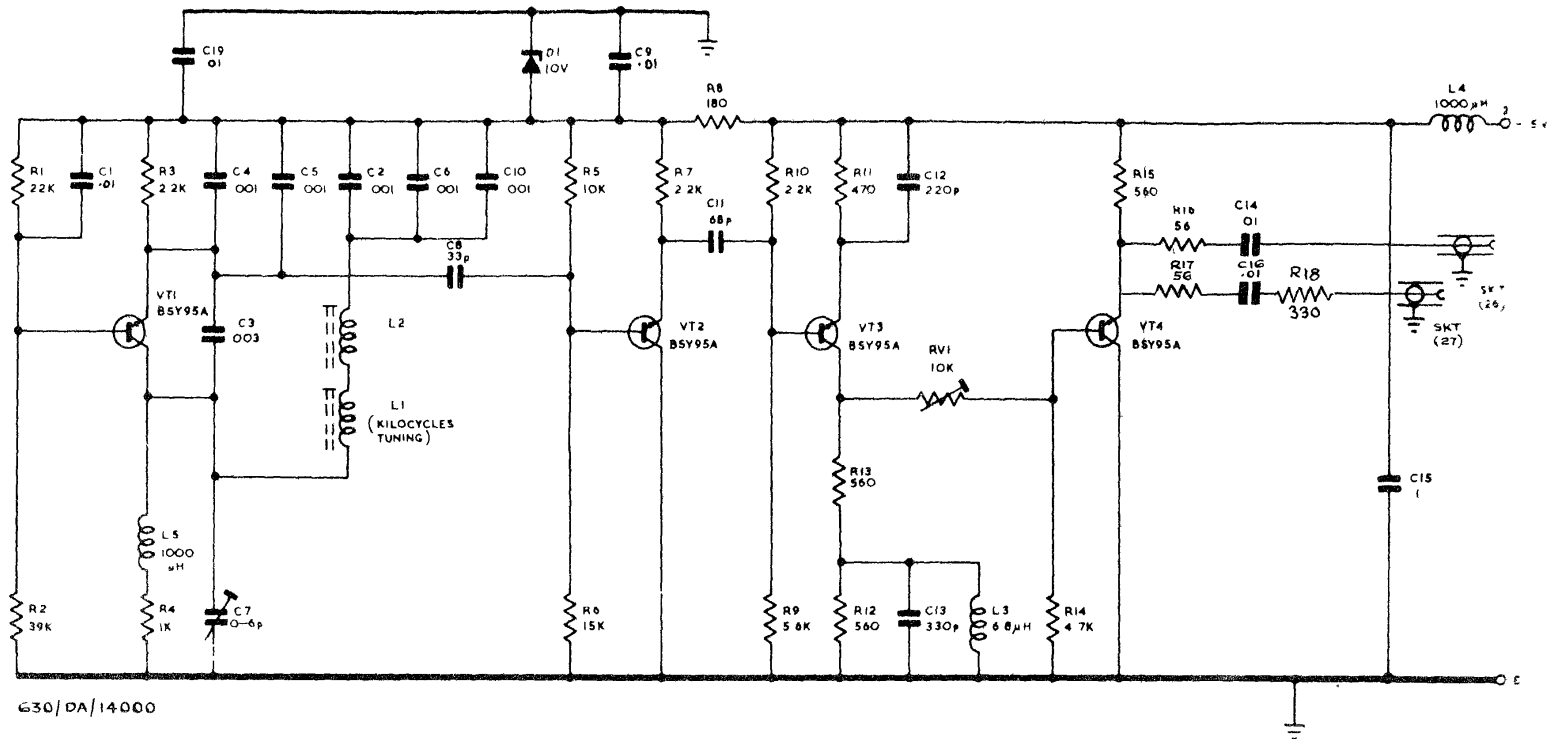 C19
01
D1
10V
C9
.01
R8
180
L4
1000µH
2
R1
22K
C1
.01
R3
2.2K
C4
001
C5
001
C2
001
C6
001
C10
001
R5
10K
R7
2.2K
R10
2.2K
R11
470
C12
220p
R15
560
C11
68p
C8
33p
R16
56
C14
01
R17
56
C16
.01
R18
330
SKT
(26)
SKT
(27)
VT1
BSY95A
C3
003
L2
VT2
BSY95A
VT3
BSY95A
RV1
10K
VT4
BSY95A
L1
(KILOCYCLES
TUNING)
R13
560
C15
1
L5
1000
µH
R2
39K
R4
1K
C7
0-6p
R6
15K
R9
5.6K
R12
560
C13
330p
L3
6.8µH
R14
4.7K
E
630/DA/14000